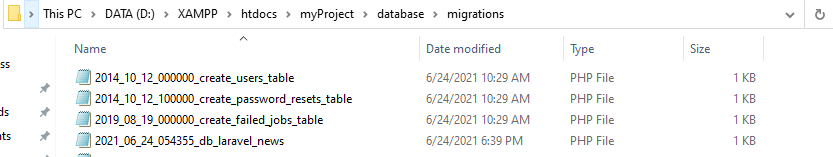 This PC > DATA (D:) > XAMPP > htdocs > myProject > database > migrations
Name Date modified Type Size
ss 2014_10_12_000000_create_users_table 6/24/2021 10:29 AM PHP File 1 KB
2014_10_12_100000_create_password_resets_table 6/24/2021 10:29 AM PHP File 1 KB
ds 2019_08_19_000000_create_failed_jobs_table 6/24/2021 10:29 AM PHP File 1 KB
nts 2021_06_24_054355_db_laravel_news 6/24/2021 6:39 PM PHP File 1 KB